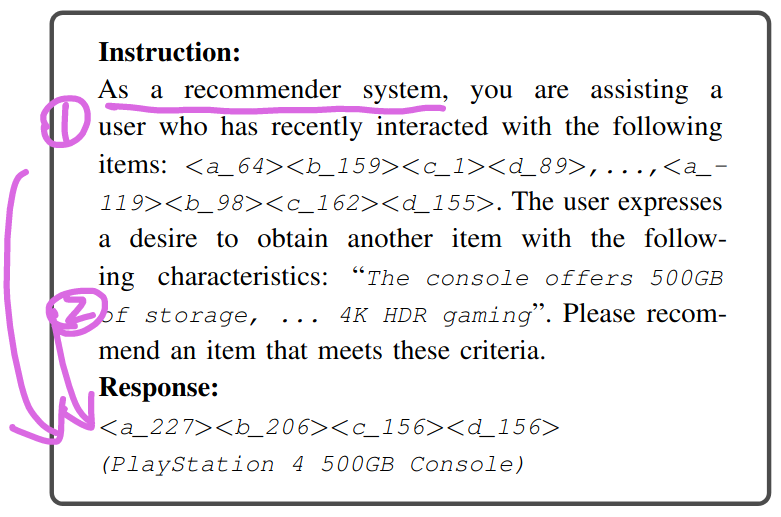 Instruction:
As a recommender system, you are assisting a
① user who has recently interacted with the following
items: <a_64><b_159><c_1><d_89>,...,<a_-
119><b_98><c_162><d_155>. The user expresses
a desire to obtain another item with the follow-
ing characteristics: “The console offers 500GB
② of storage, ... 4K HDR gaming”. Please recom-
mend an item that meets these criteria.
Response:
<a_227><b_206><c_156><d_156>
(PlayStation 4 500GB Console)